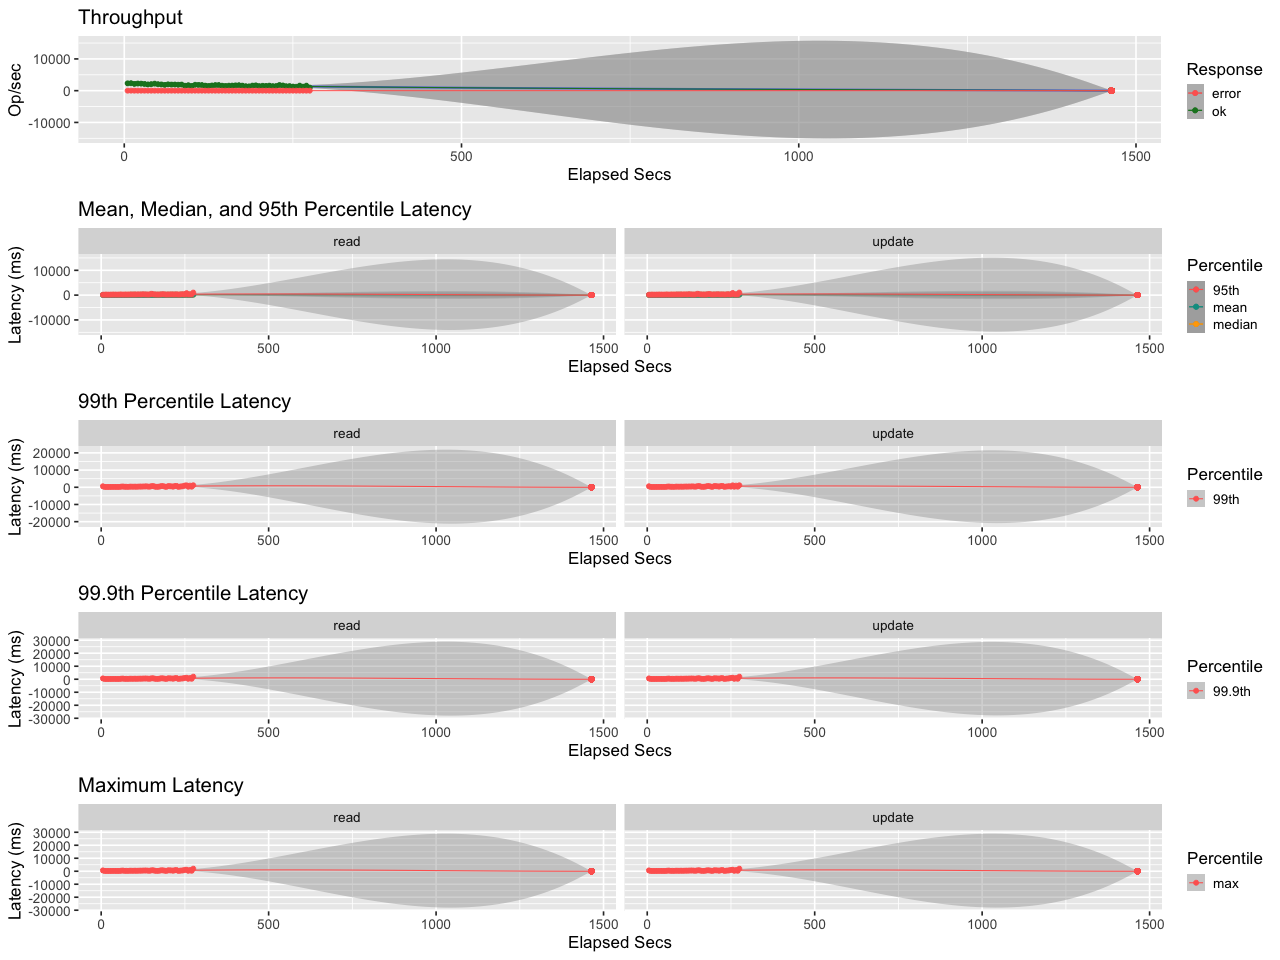 Throughput
Op/sec
10000
0
-10000
0 500 1000 1500
Elapsed Secs
Response
error
ok
Mean, Median, and 95th Percentile Latency
read update
Latency (ms)
10000
0
-10000
0 500 1000 1500 0 500 1000 1500
Elapsed Secs
Percentile
95th
mean
median
99th Percentile Latency
read update
Latency (ms)
20000
10000
0
-10000
-20000
0 500 1000 1500 0 500 1000 1500
Elapsed Secs
Percentile
99th
99.9th Percentile Latency
read update
Latency (ms)
30000
20000
10000
0
-10000
-20000
-30000
0 500 1000 1500 0 500 1000 1500
Elapsed Secs
Percentile
99.9th
Maximum Latency
read update
Latency (ms)
30000
20000
10000
0
-10000
-20000
-30000
0 500 1000 1500 0 500 1000 1500
Elapsed Secs
Percentile
max